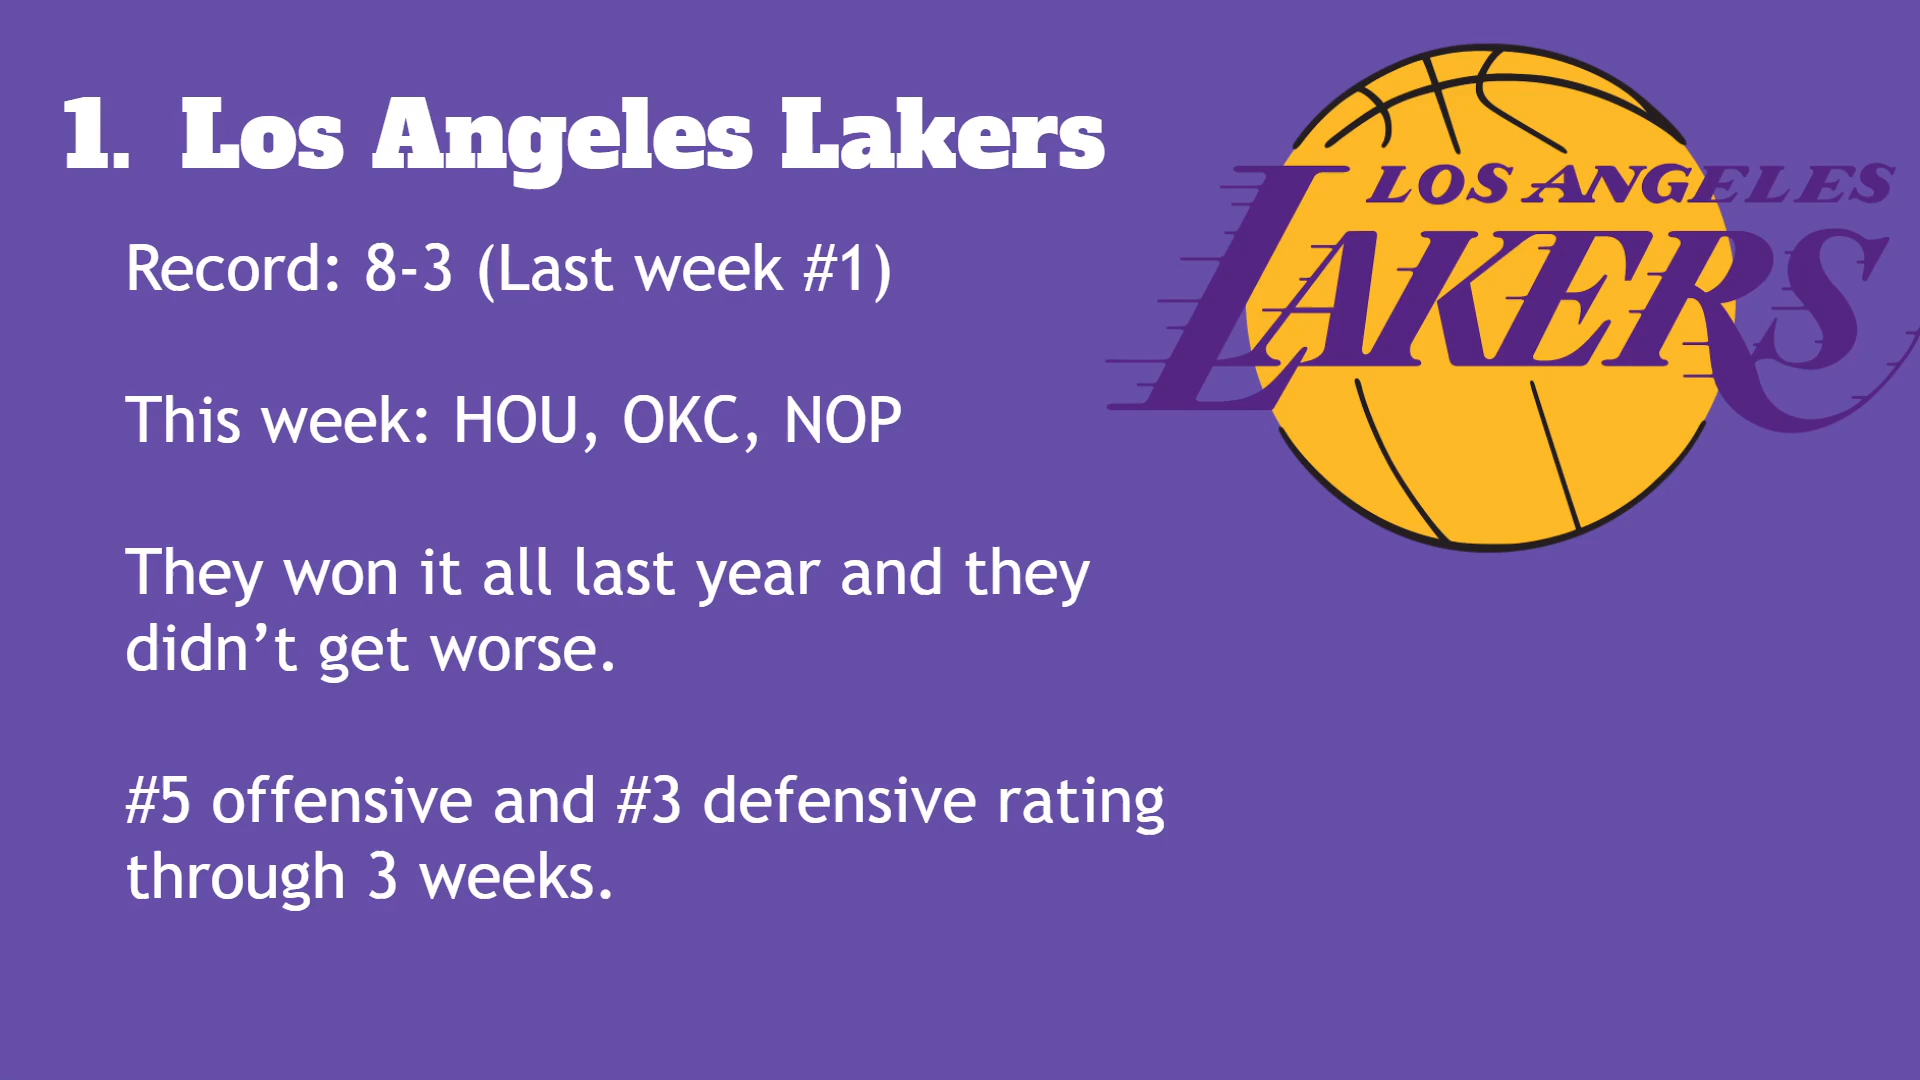 1. Los Angeles Lakers
LOS ANGELES
LAKERS
Record: 8-3 (Last week #1)
This week: HOU, OKC, NOP
They won it all last year and they
didn’t get worse.
#5 offensive and #3 defensive rating
through 3 weeks.